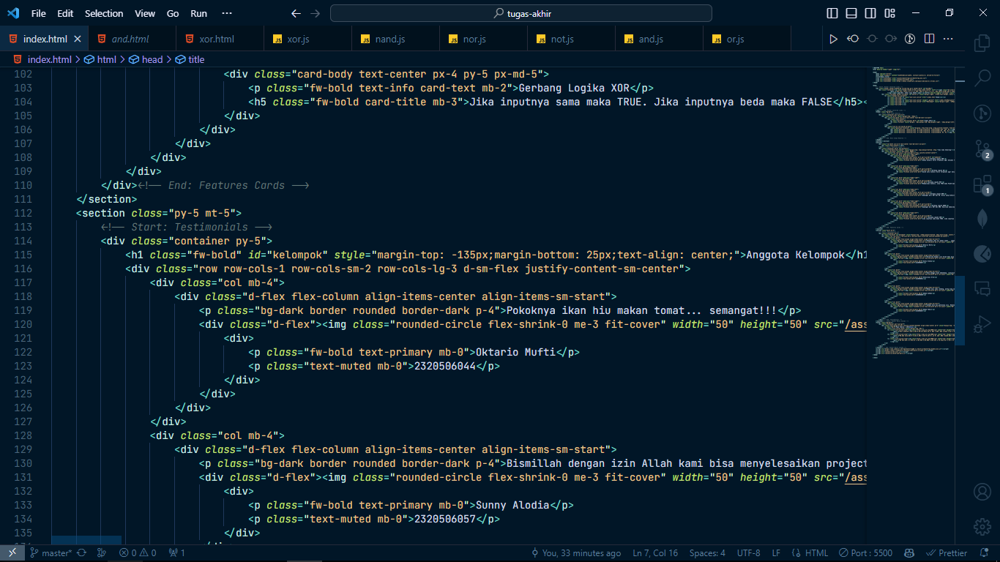 File Edit Selection View Go Run ··· tugas-akhir
index.html and.html xor.html xor.js nand.js nor.js not.js and.js or.js
index.html > html > head > title
102 <div class="card-body text-center px-4 py-5 px-md-5">
103 <p class="fw-bold text-info card-text mb-2">Gerbang Logika XOR</p>
104 <h5 class="fw-bold card-title mb-3">Jika inputnya sama maka TRUE. Jika inputnya beda maka FALSE</h5><
105 </div>
106 </div>
107 </div>
108 </div>
109 </div>
110 </div><!-- End: Features Cards -->
111 </section>
112 <section class="py-5 mt-5">
113 <!-- Start: Testimonials -->
114 <div class="container py-5">
115 <h1 class="fw-bold" id="kelompok" style="margin-top: -135px;margin-bottom: 25px;text-align: center;">Anggota Kelompok</h1
116 <div class="row row-cols-1 row-cols-sm-2 row-cols-lg-3 d-sm-flex justify-content-sm-center">
117 <div class="col mb-4">
118 <div class="d-flex flex-column align-items-center align-items-sm-start">
119 <p class="bg-dark border rounded border-dark p-4">Pokoknya ikan hiu makan tomat... semangat!!!</p>
120 <div class="d-flex"><img class="rounded-circle flex-shrink-0 me-3 fit-cover" width="50" height="50" src="/ass
121 <div>
122 <p class="fw-bold text-primary mb-0">Oktario Mufti</p>
123 <p class="text-muted mb-0">2320506044</p>
124 </div>
125 </div>
126 </div>
127 </div>
128 <div class="col mb-4">
129 <div class="d-flex flex-column align-items-center align-items-sm-start">
130 <p class="bg-dark border rounded border-dark p-4">Bismillah dengan izin Allah kami bisa menyelesaikan project
131 <div class="d-flex"><img class="rounded-circle flex-shrink-0 me-3 fit-cover" width="50" height="50" src="/ass
132 <div>
133 <p class="fw-bold text-primary mb-0">Sunny Alodia</p>
134 <p class="text-muted mb-0">2320506057</p>
135 </div>
2
1
master* 0 0 1 You, 33 minutes ago Ln 7, Col 16 Spaces: 4 UTF-8 LF HTML Port : 5500 Prettier